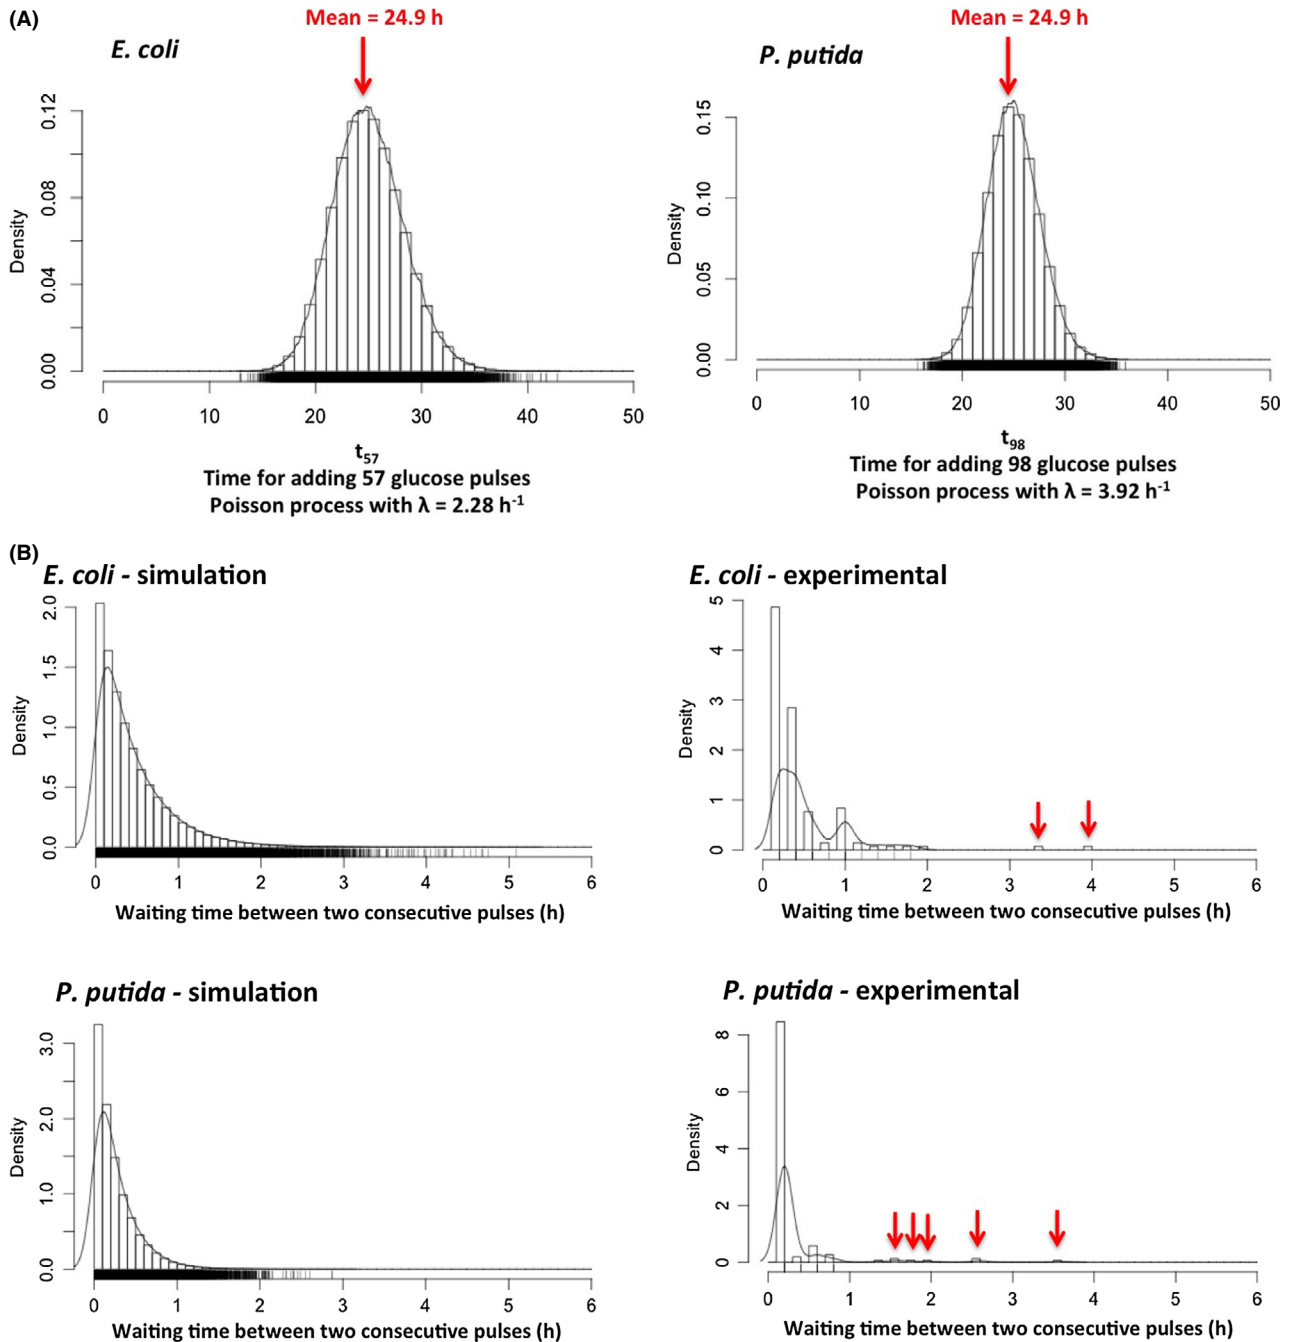 (A)
Mean = 24.9 h
E. coli
Density
0.00 0.04 0.08 0.12
0 10 20 30 40 50
t57
Time for adding 57 glucose pulses
Poisson process with λ = 2.28 h-1
Mean = 24.9 h
P. putida
Density
0.00 0.05 0.10 0.15
0 10 20 30 40 50
t98
Time for adding 98 glucose pulses
Poisson process with λ = 3.92 h-1
(B)
E. coli - simulation
Density
0.0 0.5 1.0 1.5 2.0
0 1 2 3 4 5 6
Waiting time between two consecutive pulses (h)
E. coli - experimental
Density
0 1 2 3 4 5
0 1 2 3 4 5 6
Waiting time between two consecutive pulses (h)
P. putida - simulation
Density
0.0 1.0 2.0 3.0
0 1 2 3 4 5 6
Waiting time between two consecutive pulses (h)
P. putida - experimental
Density
0 2 4 6 8
0 1 2 3 4 5 6
Waiting time between two consecutive pulses (h)